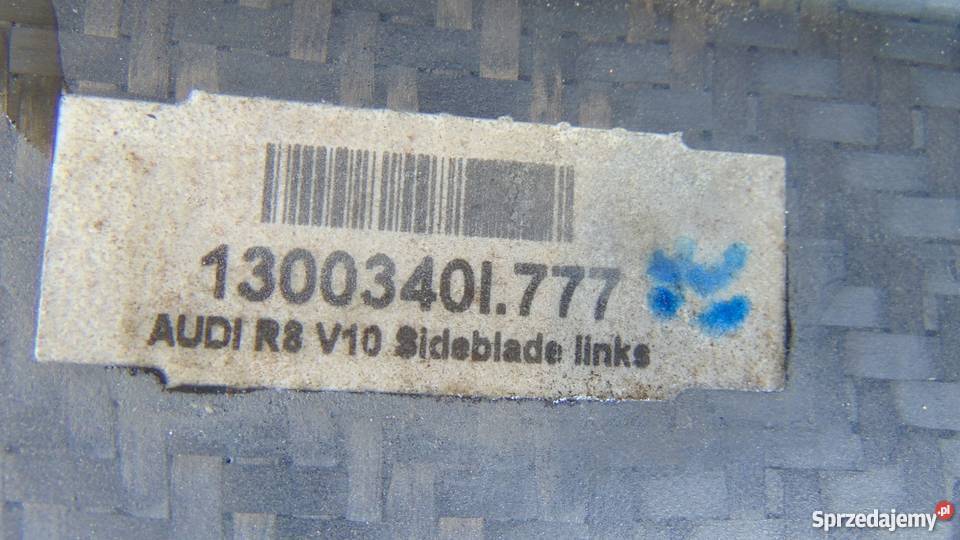 1300340I.777
AUDI R8 V10 Sideblade links
Sprzedajemy.pl